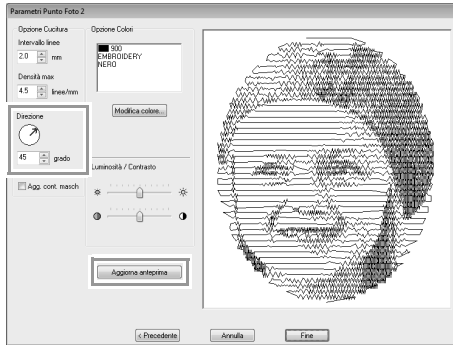 Parametri Punto Foto 2
Opzione Cucitura
Intervallo linee
2.0 mm
Densità max
4.5 linee/mm
Direzione
45 grado
Agg. cont. masch
Opzione Colori
900
EMBROIDERY
NERO
Modifica colore...
Luminosità / Contrasto
Aggiorna anteprima
< Precedente
Annulla
Fine